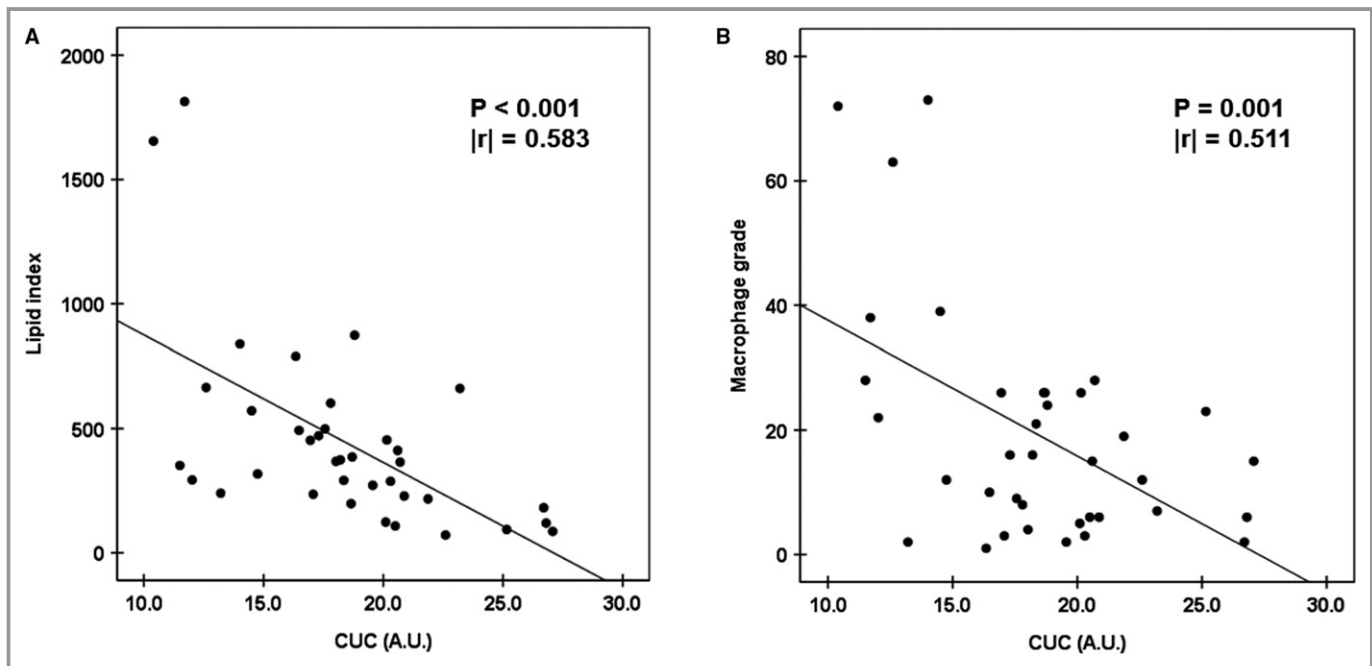 A
P < 0.001
|r| = 0.583
Lipid index
2000
1500
1000
500
0
10.0 15.0 20.0 25.0 30.0
CUC (A.U.)
B
P = 0.001
|r| = 0.511
Macrophage grade
80
60
40
20
0
10.0 15.0 20.0 25.0 30.0
CUC (A.U.)